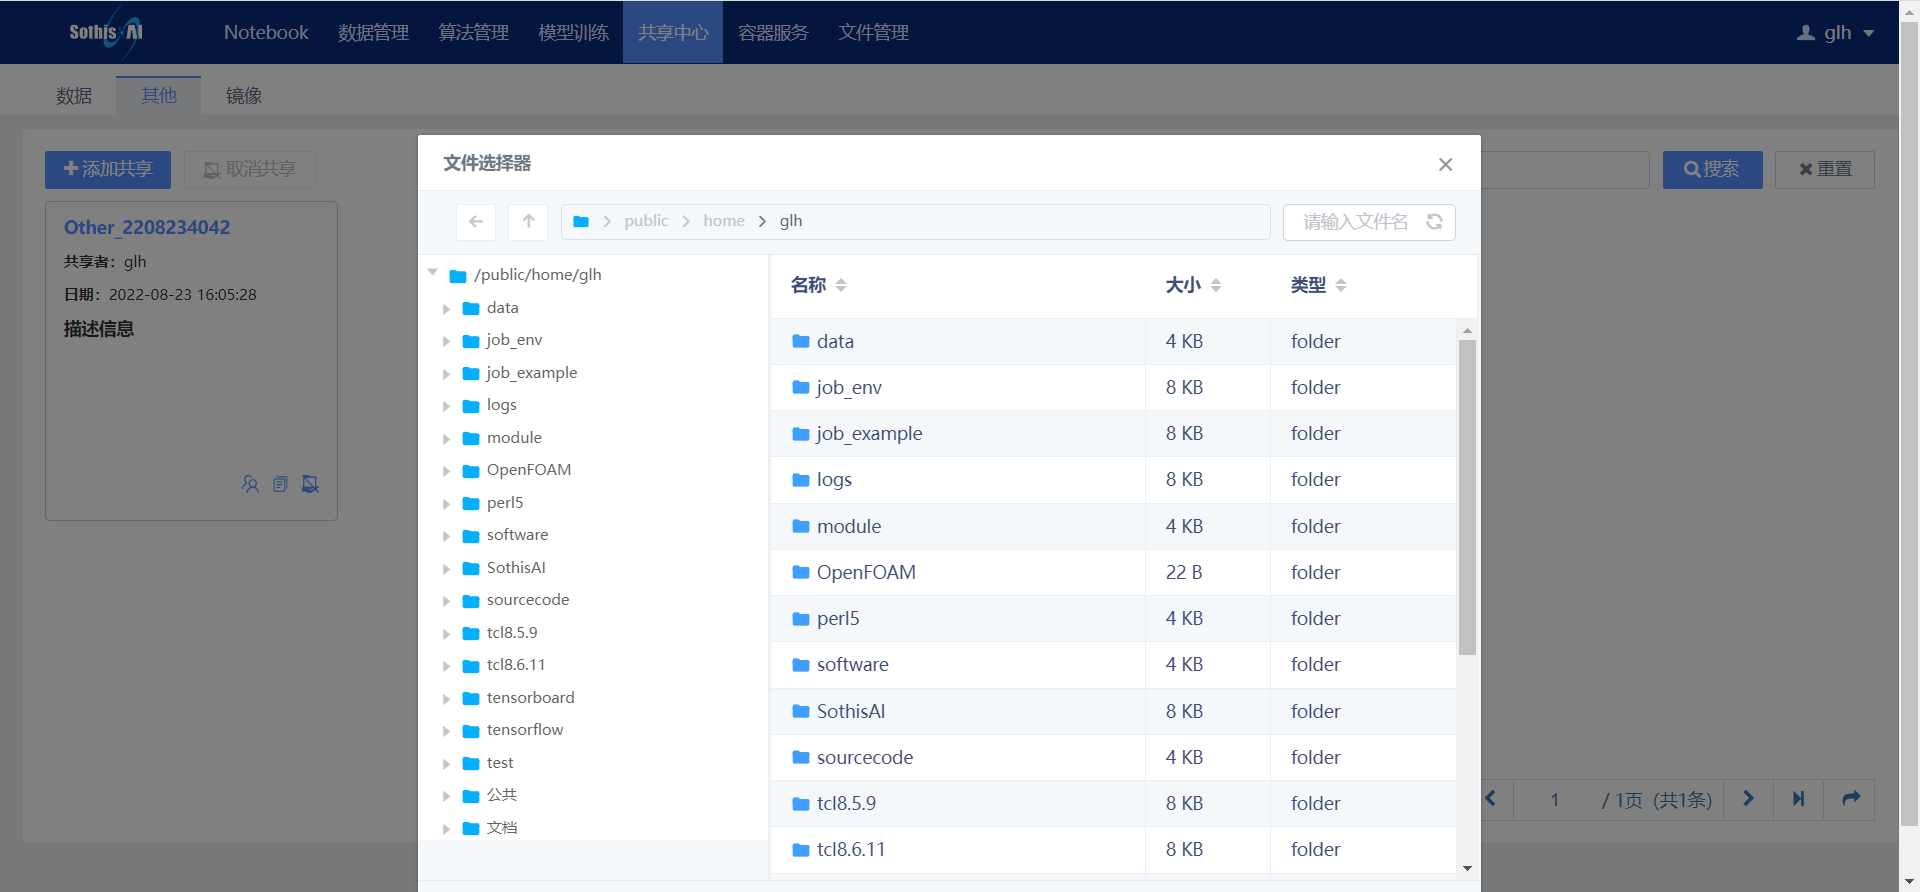 Sothis AI
Notebook 数据管理 算法管理 模型训练 共享中心 容器服务 文件管理 glh
数据 其他 镜像
添加共享 取消共享 搜索 重置
Other_2208234042
共享者：glh
日期：2022-08-23 16:05:28
描述信息
文件选择器
public home glh 请输入文件名
/public/home/glh
data
job_env
job_example
logs
module
OpenFOAM
perl5
software
SothisAI
sourcecode
tcl8.5.9
tcl8.6.11
tensorboard
tensorflow
test
公共
文档
名称 大小 类型
data 4 KB folder
job_env 8 KB folder
job_example 8 KB folder
logs 8 KB folder
module 4 KB folder
OpenFOAM 22 B folder
perl5 4 KB folder
software 4 KB folder
SothisAI 8 KB folder
sourcecode 4 KB folder
tcl8.5.9 8 KB folder
tcl8.6.11 8 KB folder
1 / 1页 (共1条)